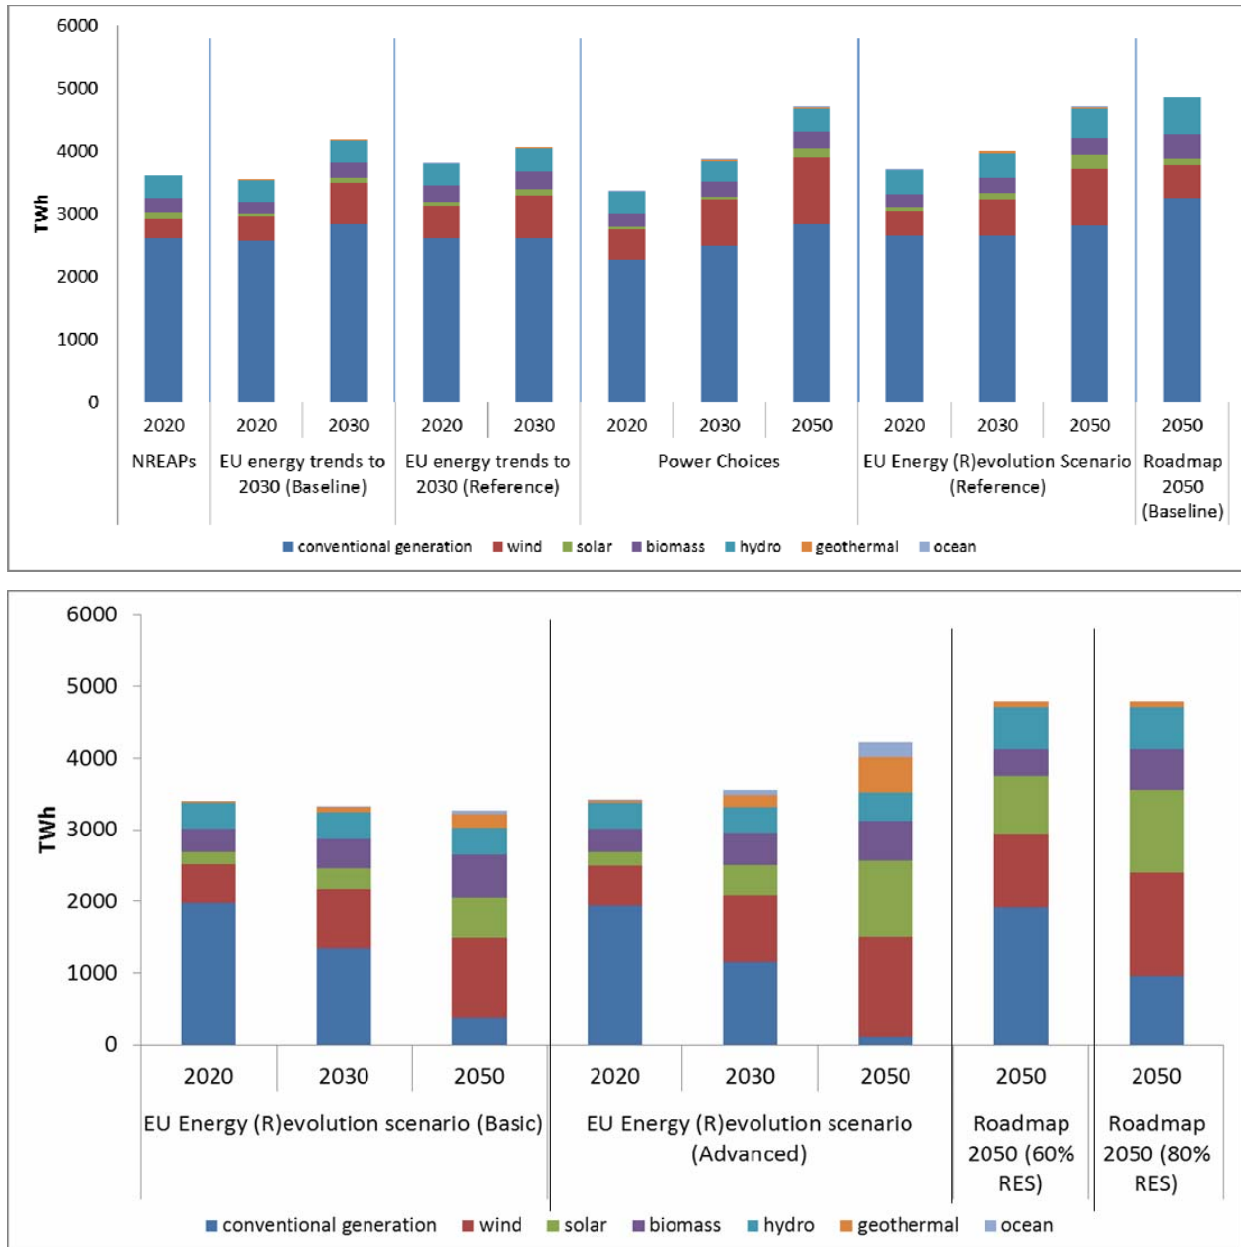 6000
5000
4000
3000
2000
1000
0
TWh
2020 2020 2030 2020 2030 2020 2030 2050 2020 2030 2050 2050
NREAPs EU energy trends to EU energy trends to Power Choices EU Energy (R)evolution Scenario Roadmap
2030 (Baseline) 2030 (Reference) (Reference) 2050
(Baseline)
conventional generation wind solar biomass hydro geothermal ocean
6000
5000
4000
3000
2000
1000
0
TWh
2020 2030 2050 2020 2030 2050 2050 2050
EU Energy (R)evolution scenario (Basic) EU Energy (R)evolution scenario Roadmap Roadmap
(Advanced) 2050 (60% 2050 (80%
RES) RES)
conventional generation wind solar biomass hydro geothermal ocean